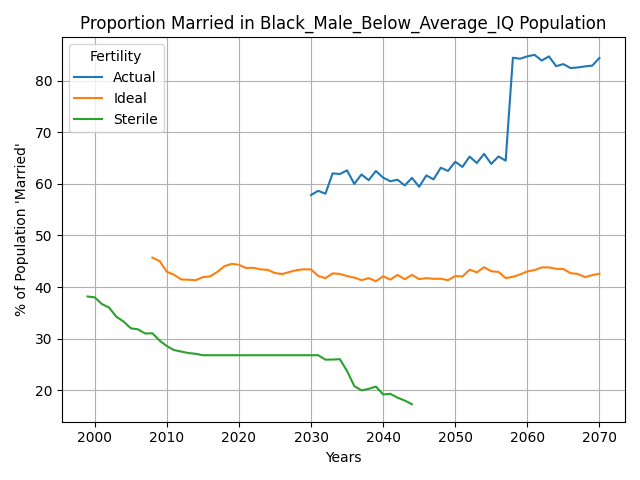 Proportion Married in Black_Male_Below_Average_IQ Population
% of Population 'Married'
Fertility
Actual
Ideal
Sterile
80
70
60
50
40
30
20
2000 2010 2020 2030 2040 2050 2060 2070
Years